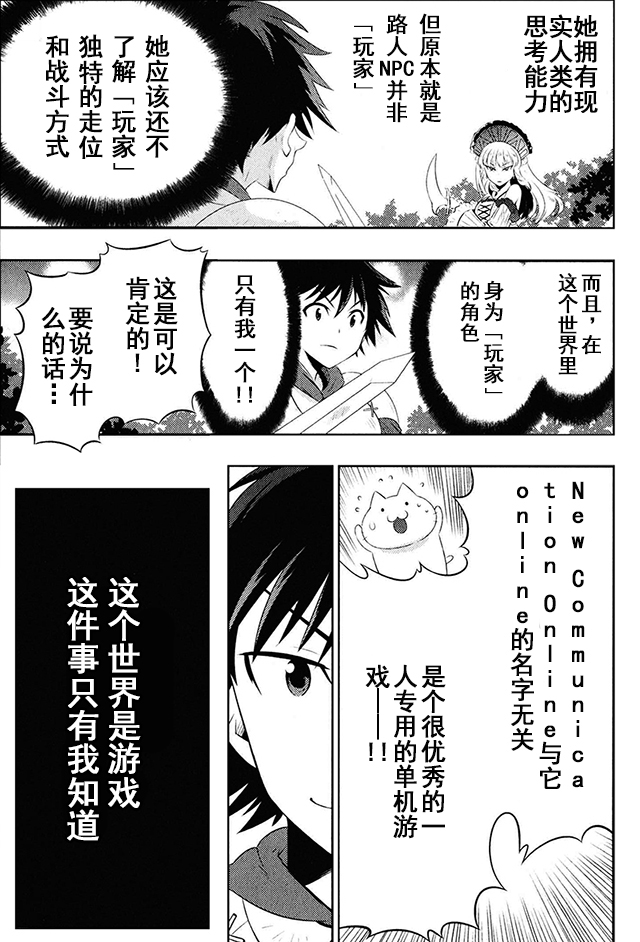 她拥有现
实人类的
思考能力
但原本就是
路人NPC并非
「玩家」
她应该还不
了解「玩家」
独特的走位
和战斗方式
而且，在
这个世界里
身为「玩家」
的角色
只有我一个!!
这是可以
肯定的！
要说为什
么的话…
New Communica
tion Online与它
online的名字无关
是个很优秀的一
人专用的单机游
戏——!!
这个世界是游戏
这件事只有我知道